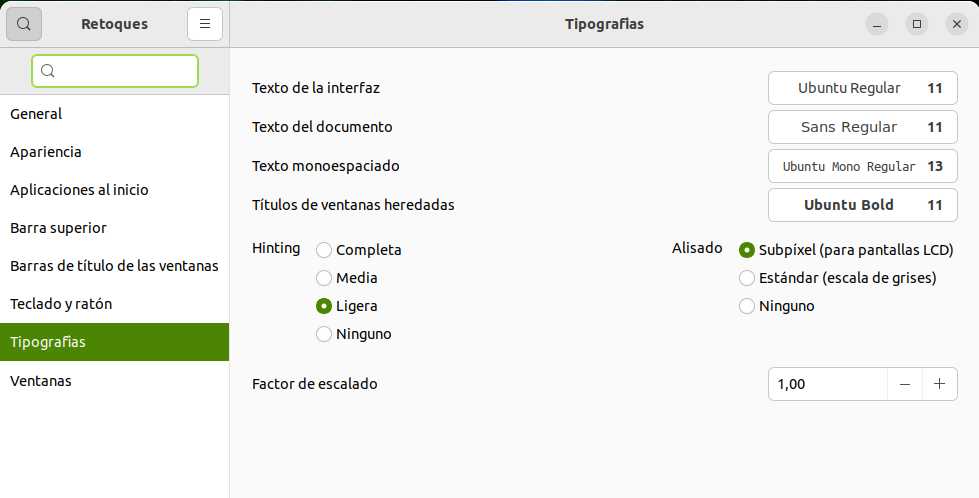 Retoques
Tipografias
General
Apariencia
Aplicaciones al inicio
Barra superior
Barras de título de las ventanas
Teclado y ratón
Tipografias
Ventanas
Texto de la interfaz Ubuntu Regular 11
Texto del documento Sans Regular 11
Texto monoespaciado Ubuntu Mono Regular 13
Títulos de ventanas heredadas Ubuntu Bold 11
Hinting Completa Alisado Subpíxel (para pantallas LCD)
Media Estándar (escala de grises)
Ligera Ninguno
Ninguno
Factor de escalado 1,00